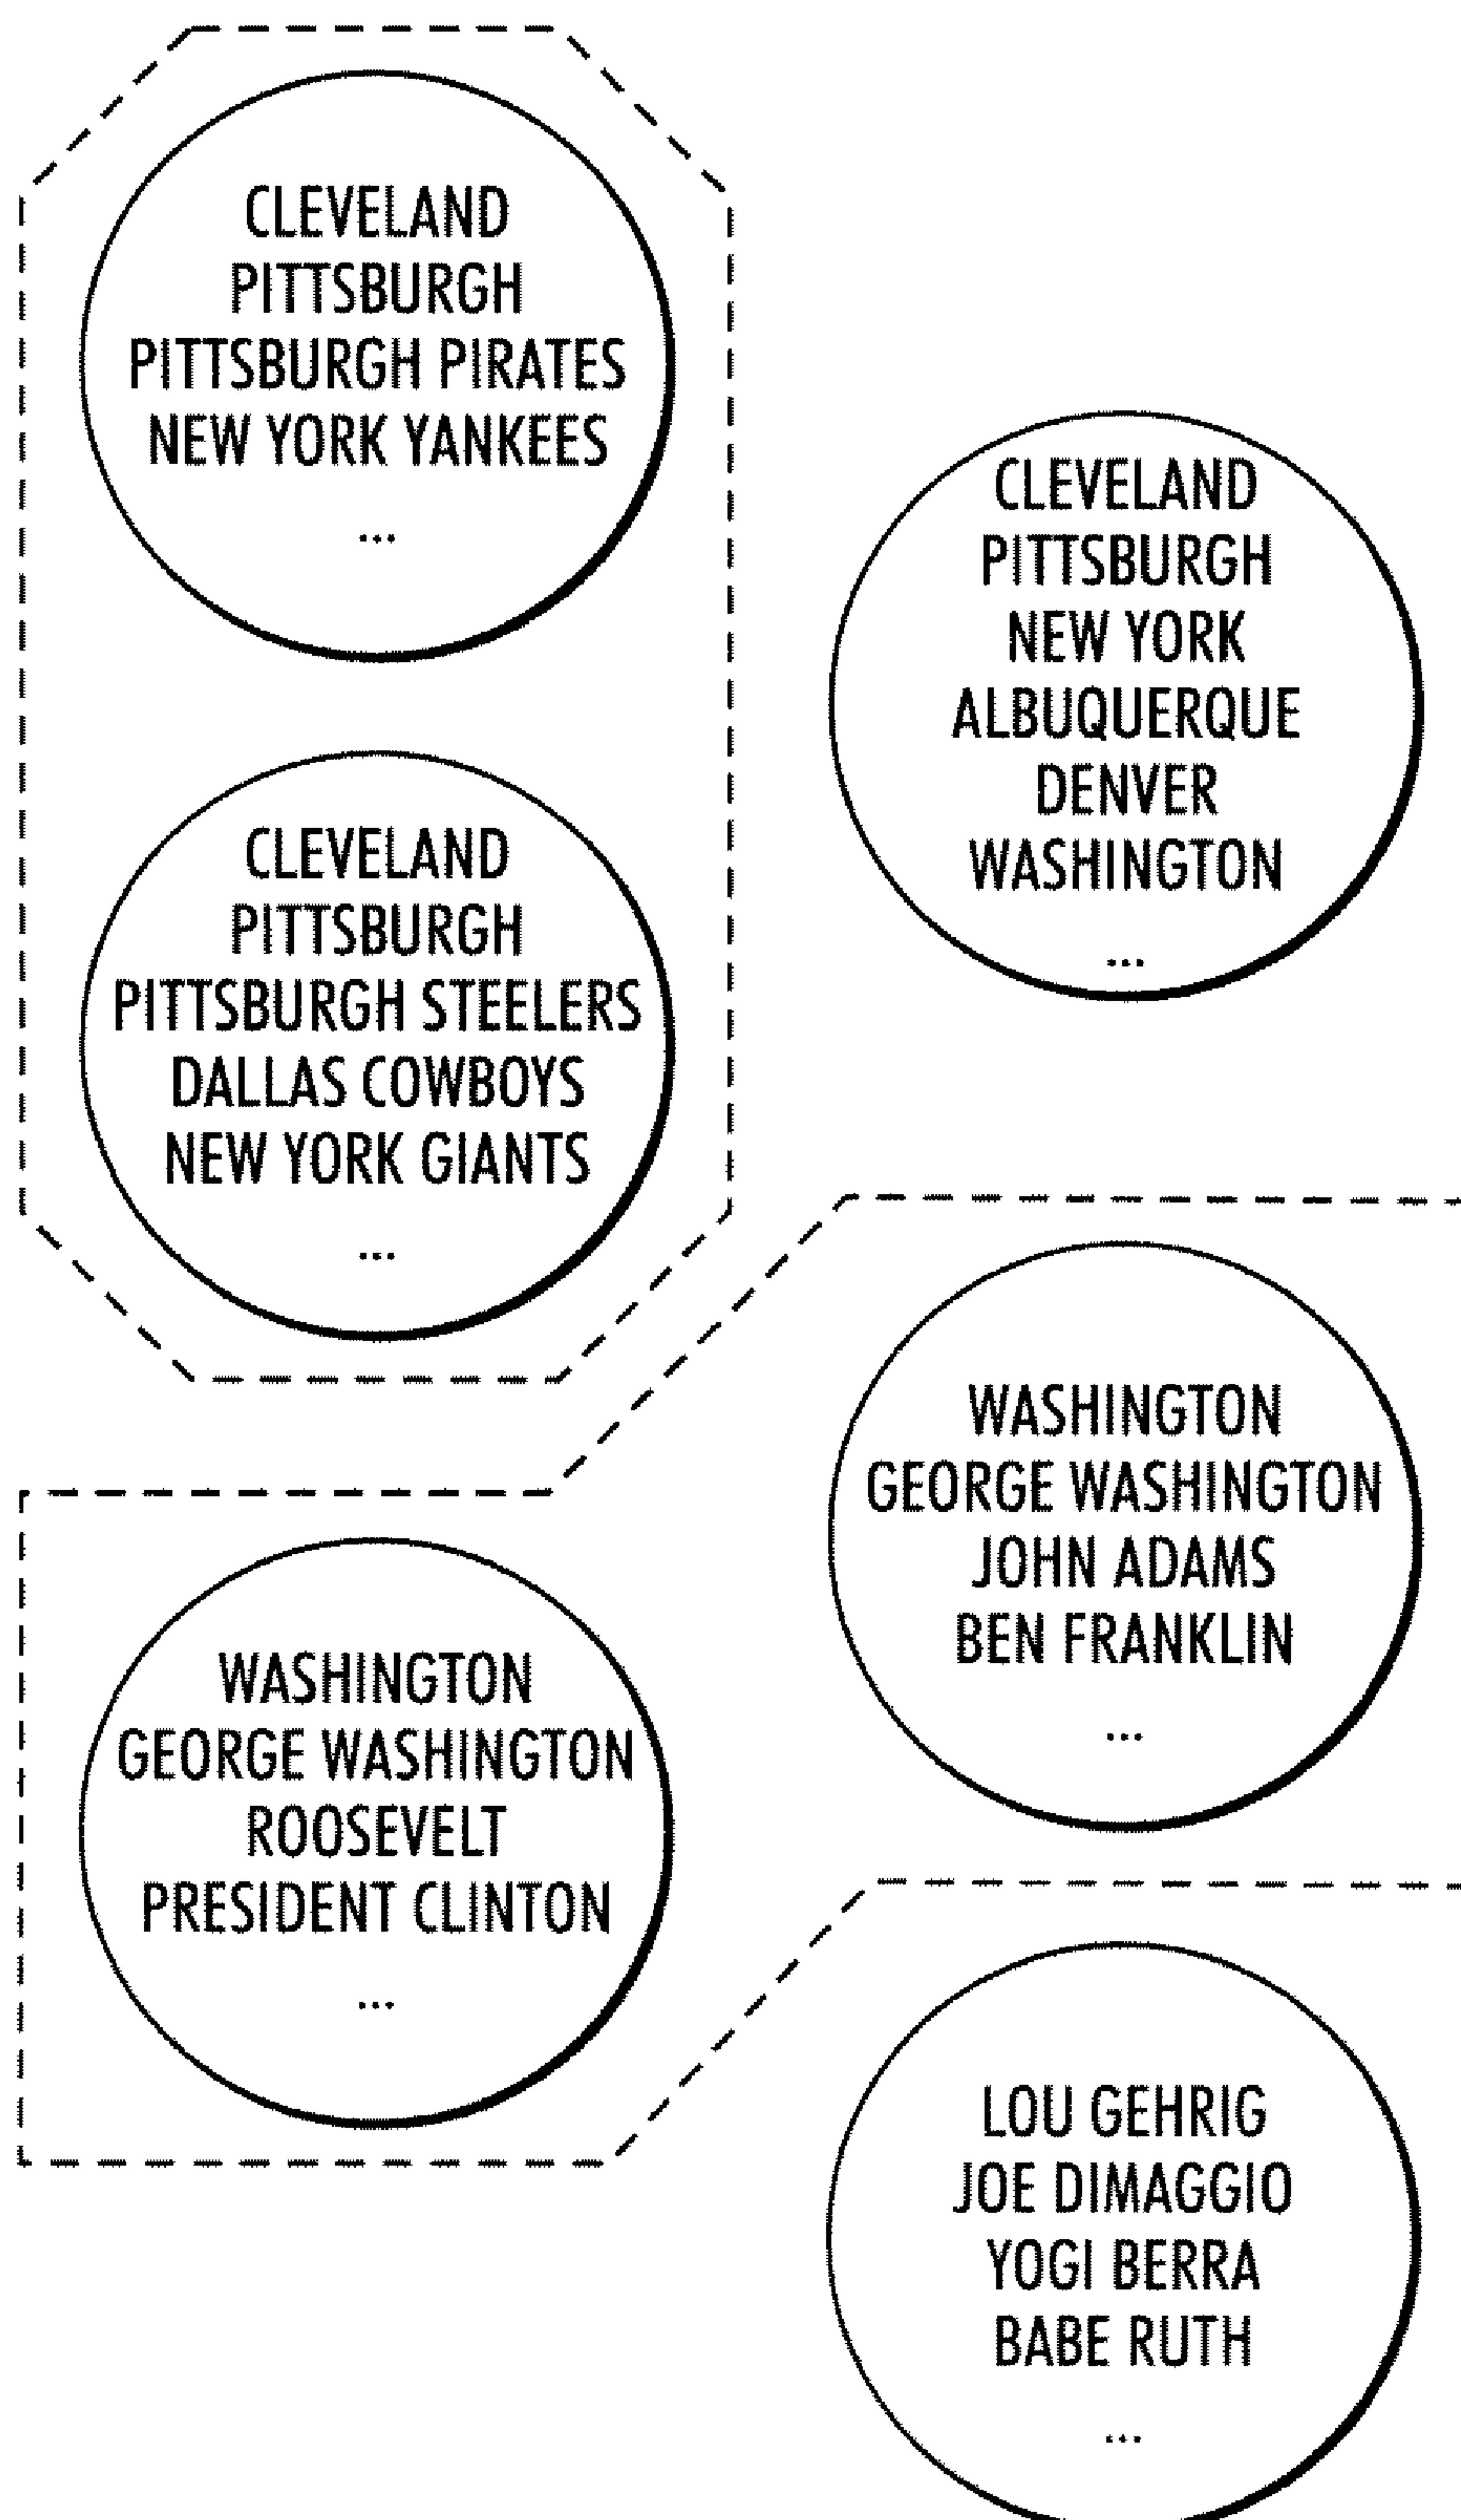 CLEVELAND
PITTSBURGH
PITTSBURGH PIRATES
NEW YORK YANKEES
...
CLEVELAND
PITTSBURGH
NEW YORK
ALBUQUERQUE
DENVER
WASHINGTON
...
CLEVELAND
PITTSBURGH
PITTSBURGH STEELERS
DALLAS COWBOYS
NEW YORK GIANTS
...
WASHINGTON
GEORGE WASHINGTON
JOHN ADAMS
BEN FRANKLIN
...
WASHINGTON
GEORGE WASHINGTON
ROOSEVELT
PRESIDENT CLINTON
...
LOU GEHRIG
JOE DIMAGGIO
YOGI BERRA
BABE RUTH
...